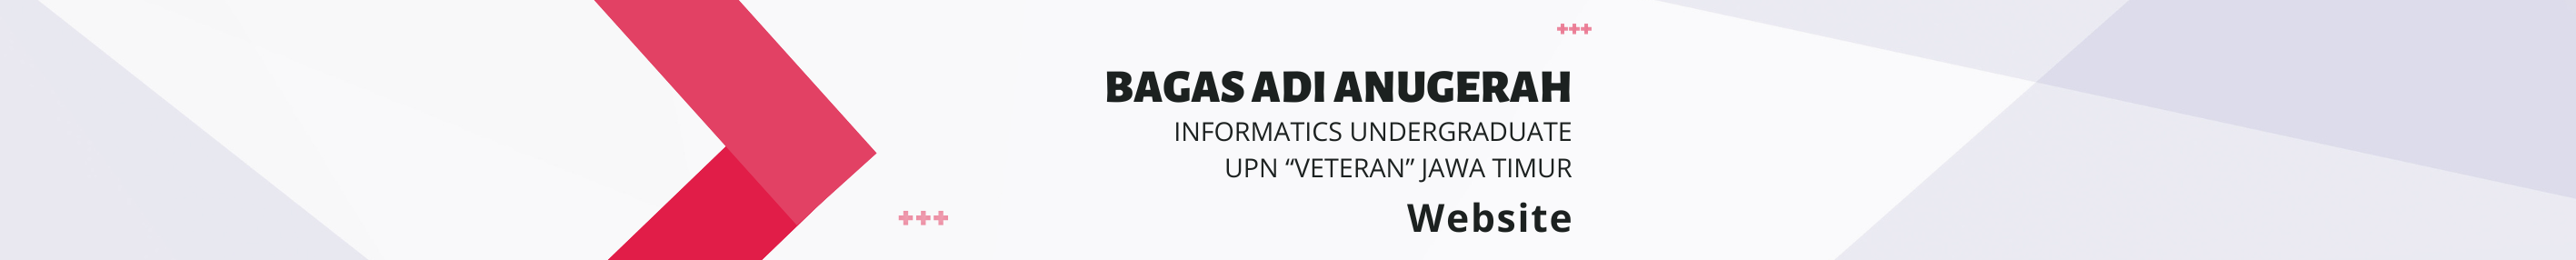 BAGAS ADI ANUGERAH
INFORMATICS UNDERGRADUATE
UPN “VETERAN” JAWA TIMUR
Website